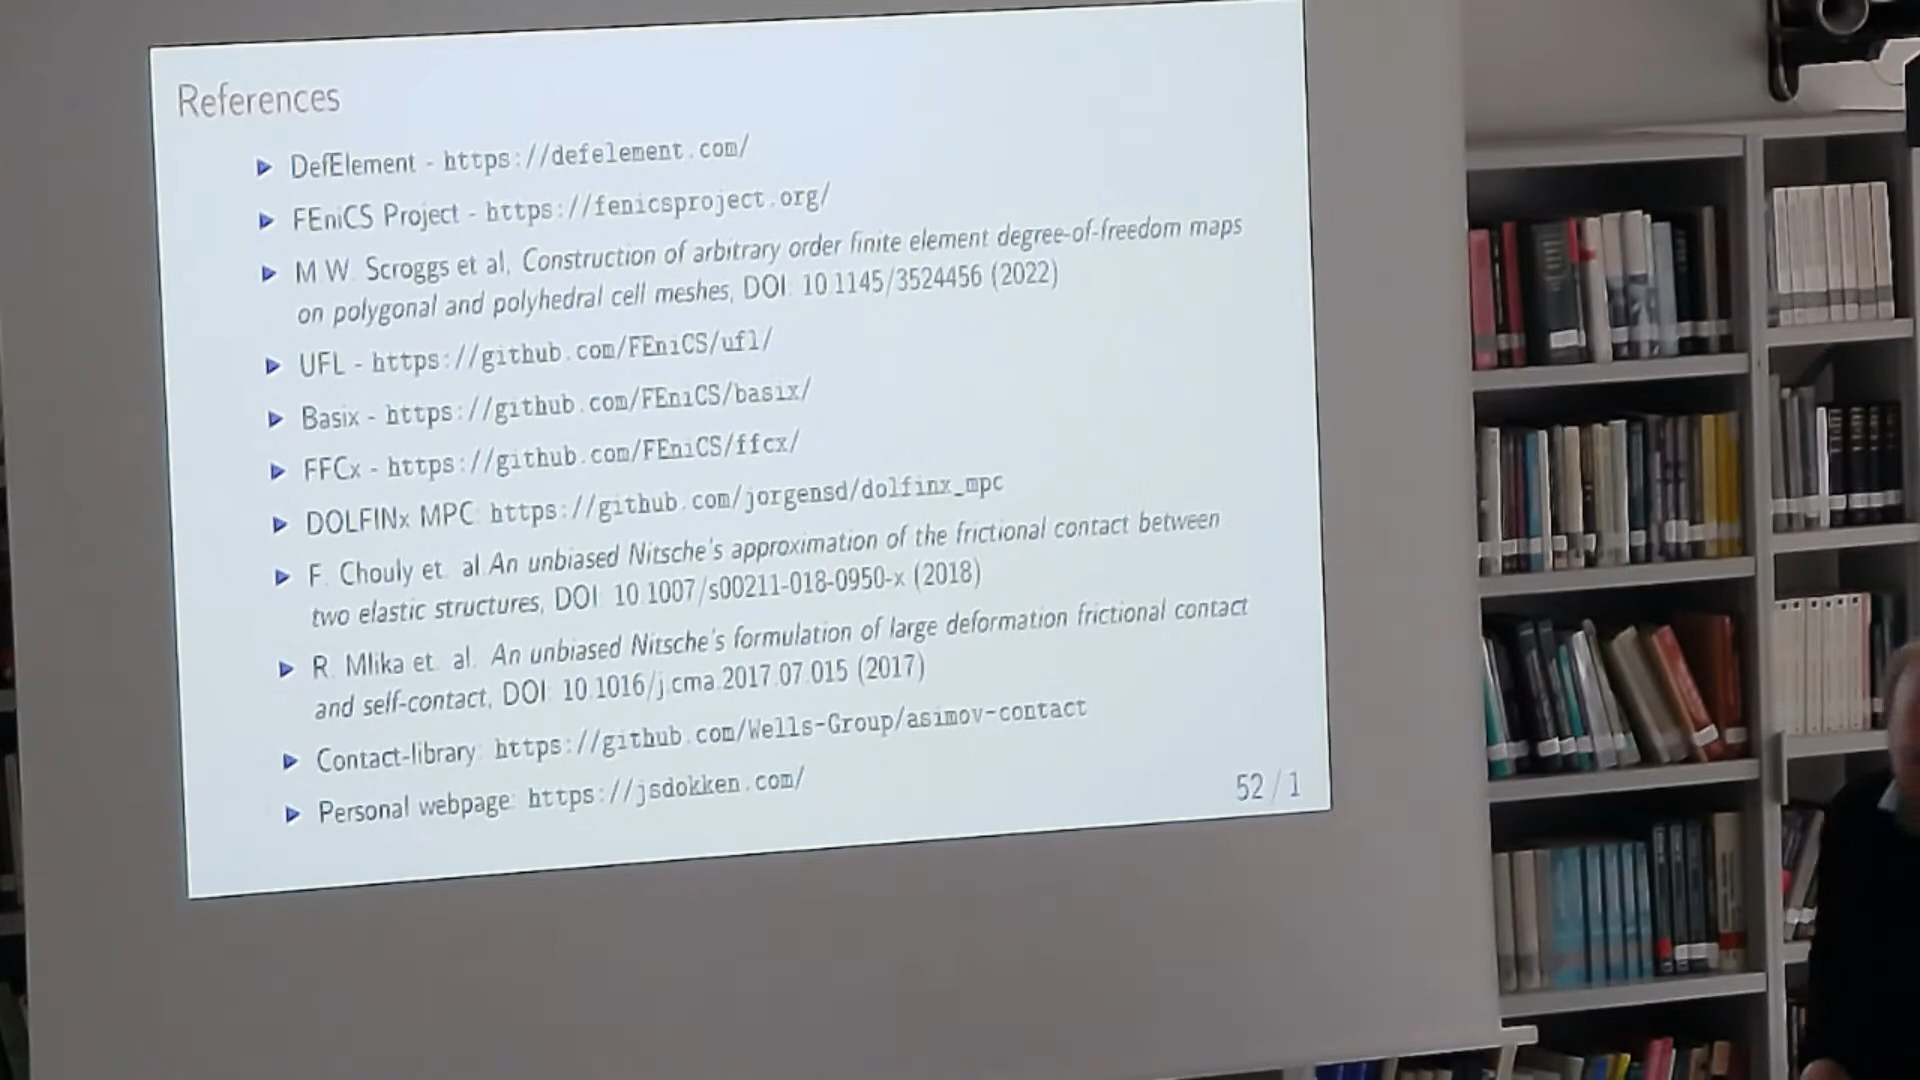 References
DefElement - https://defelement.com/
FEniCS Project - https://fenicsproject.org/
M.W. Scroggs et al, Construction of arbitrary order finite element degree-of-freedom maps
on polygonal and polyhedral cell meshes, DOI: 10.1145/3524456 (2022)
UFL - https://github.com/FEniCS/ufl/
Basix - https://github.com/FEniCS/basix/
FFCx - https://github.com/FEniCS/ffcx/
DOLFINx MPC: https://github.com/jorgensd/dolfinx_mpc
F. Chouly et. al An unbiased Nitsche's approximation of the frictional contact between
two elastic structures, DOI: 10.1007/s00211-018-0950-x (2018)
R. Mlika et. al. An unbiased Nitsche's formulation of large deformation frictional contact
and self-contact, DOI: 10.1016/j.cma.2017.07.015 (2017)
Contact-library: https://github.com/Wells-Group/asimov-contact
Personal webpage: https://jsdokken.com/
52 / 1